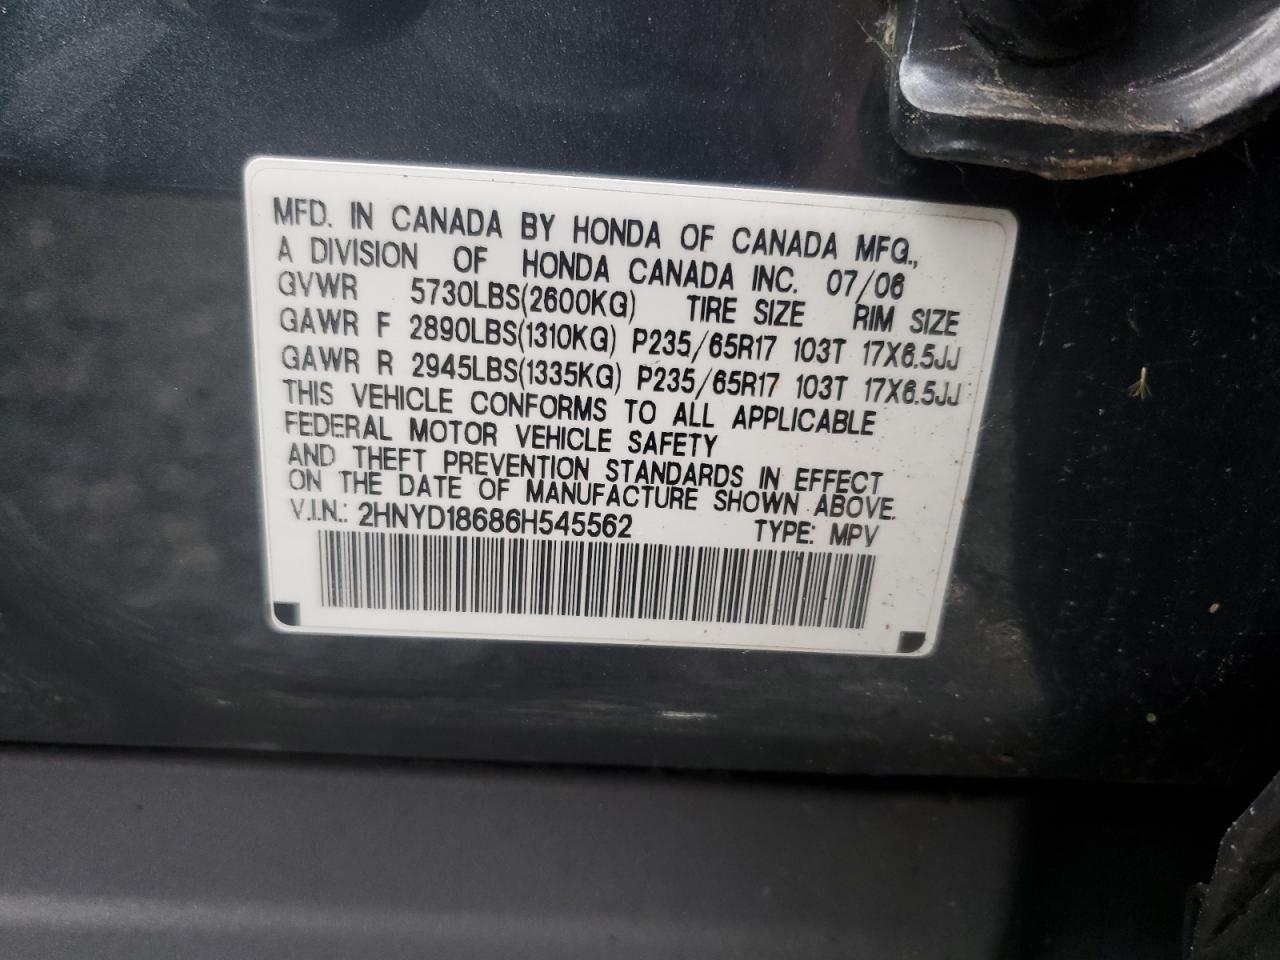 MFD. IN CANADA BY HONDA OF CANADA MFG.,
A DIVISION OF HONDA CANADA INC. 07/06
GVWR 5730LBS(2600KG) TIRE SIZE RIM SIZE
GAWR F 2890LBS(1310KG) P235/65R17 103T 17X6.5JJ
GAWR R 2945LBS(1335KG) P235/65R17 103T 17X6.5JJ
THIS VEHICLE CONFORMS TO ALL APPLICABLE
FEDERAL MOTOR VEHICLE SAFETY
AND THEFT PREVENTION STANDARDS IN EFFECT
ON THE DATE OF MANUFACTURE SHOWN ABOVE.
V.I.N.: 2HNYD18686H545562 TYPE: MPV